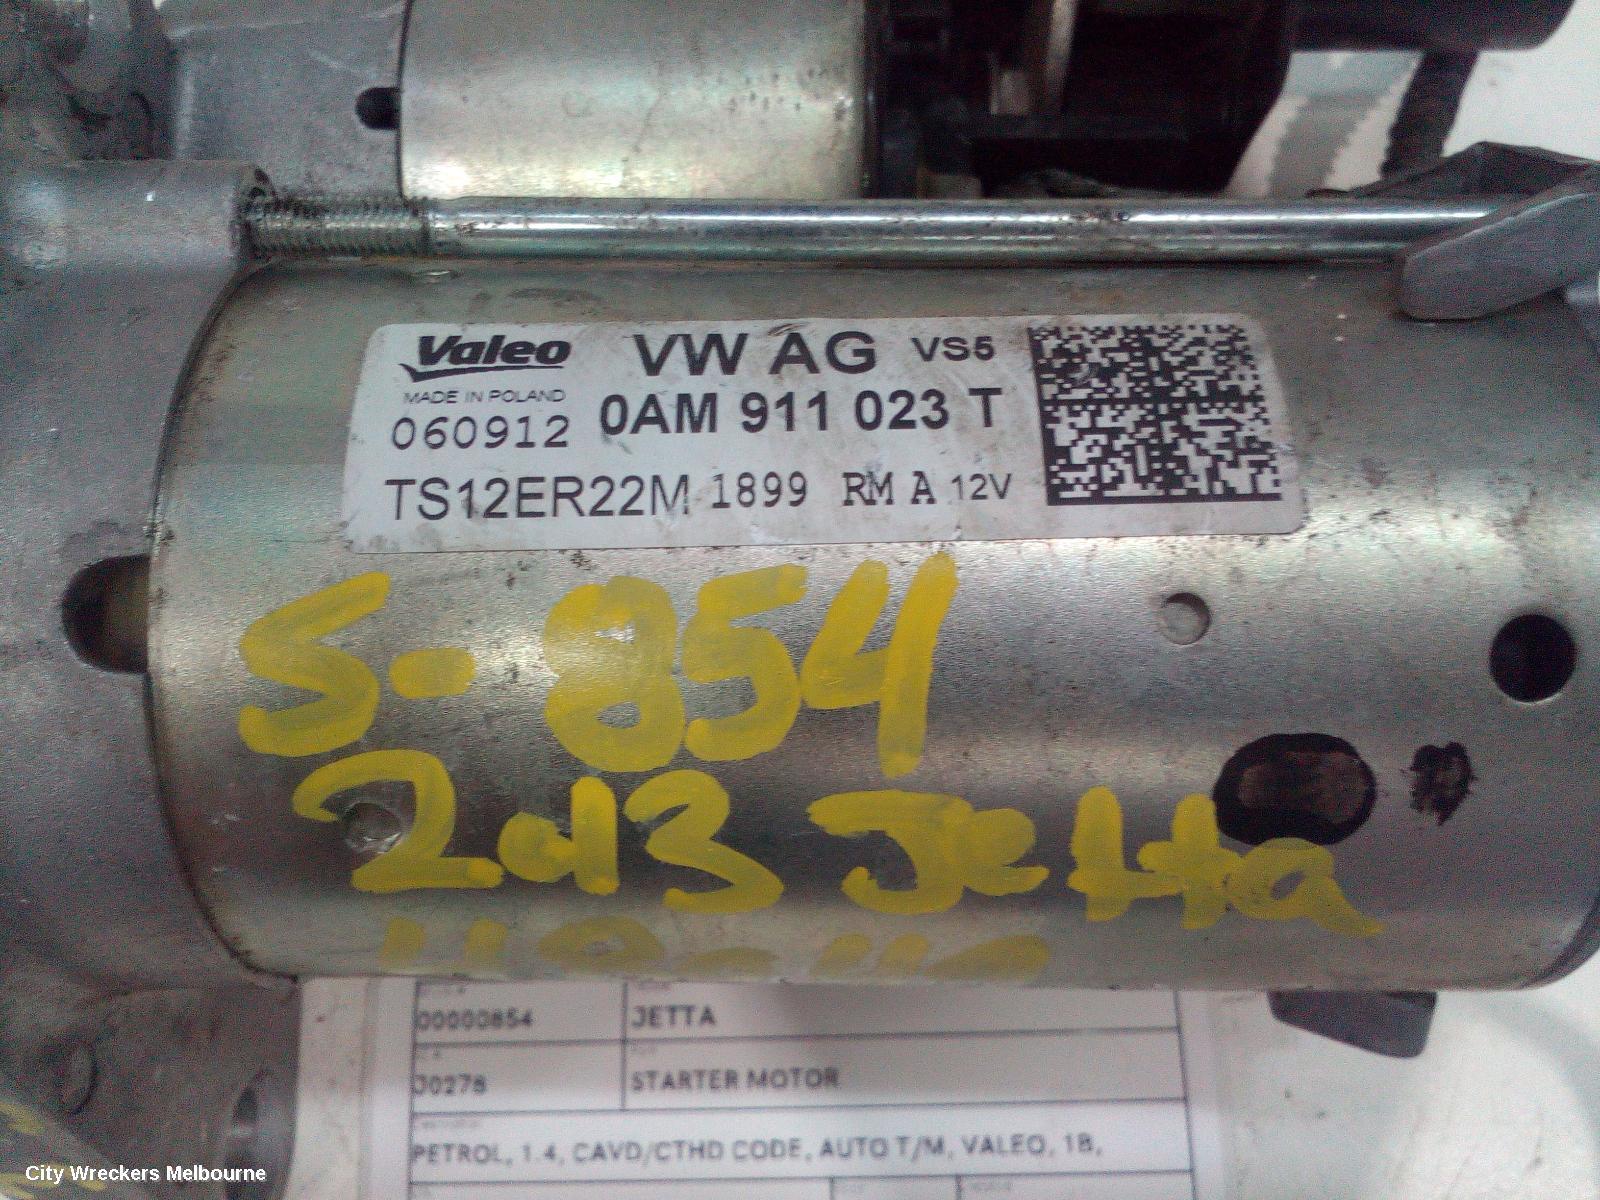 Valeo VW AG VS5
MADE IN POLAND
060912 0AM 911 023 T
TS12ER22M 1899 RM A 12V
S-854
2013 Jetta
00000854 JETTA
J0278 STARTER MOTOR
PETROL, 1.4, CAVD/CTHD CODE, AUTO T/M, VALEO, 1B,
City Wreckers Melbourne